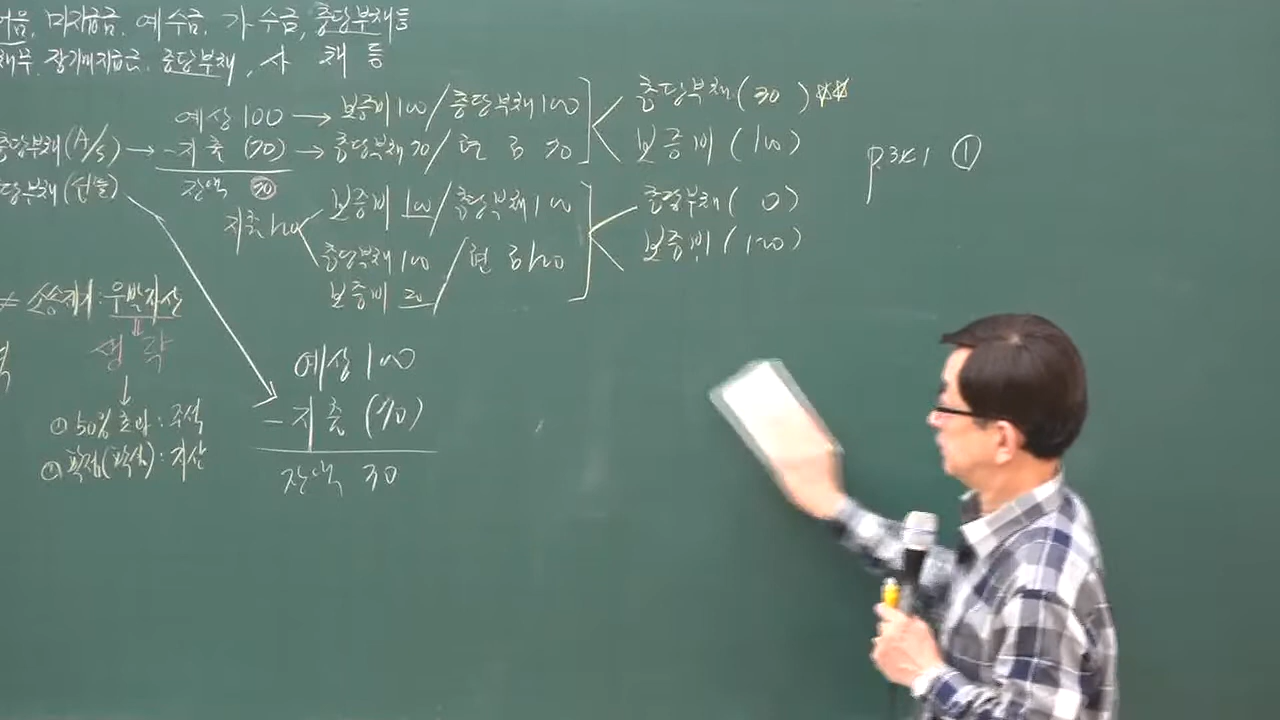 어음, 미지급금, 예수금, 가수금, 충당부채 등
채무, 장기미지급금, 충당부채, 사 채 등
예상 100 → 보증비 100 / 충당부채 100
충당부채 (30) ☆☆
충당부채 (A/s) → - 지출 (70) → 충당부채 70 / 현금 70
보증비 (100)
잔액 30
p.381 ①
충당부채 (선물)
지출 120
보증비 100 / 충당부채 100
충당부채 ( 0)
충당부채 100 / 현금 120
보증비 20
보증비 (120)
≠ 소송제기 : 우발자산
생 략
① 50% 초과 : 주석
② 확정(확실) : 자산
예상 100
- 지출 (70)
잔액 30